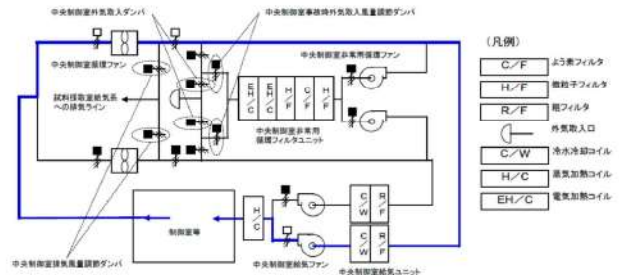 中央制御室外気取入ダンパ
中央制御室事故時外気取入風量調節ダンパ
中央制御室循環ファン
中央制御室非常用循環ファン
試料採取室給気系
への排気ライン
EH/C
EH/C
H/F
C/F
H/F
中央制御室非常用
循環フィルタユニット
制御室等
H/C
C/W
R/F
C/W
R/F
中央制御室排気風量調節ダンパ
中央制御室給気ファン
中央制御室給気ユニット
(凡例)
C/F
よう素フィルタ
H/F
微粒子フィルタ
R/F
粗フィルタ
外気取入口
C/W
冷水冷却コイル
H/C
蒸気加熱コイル
EH/C
電気加熱コイル